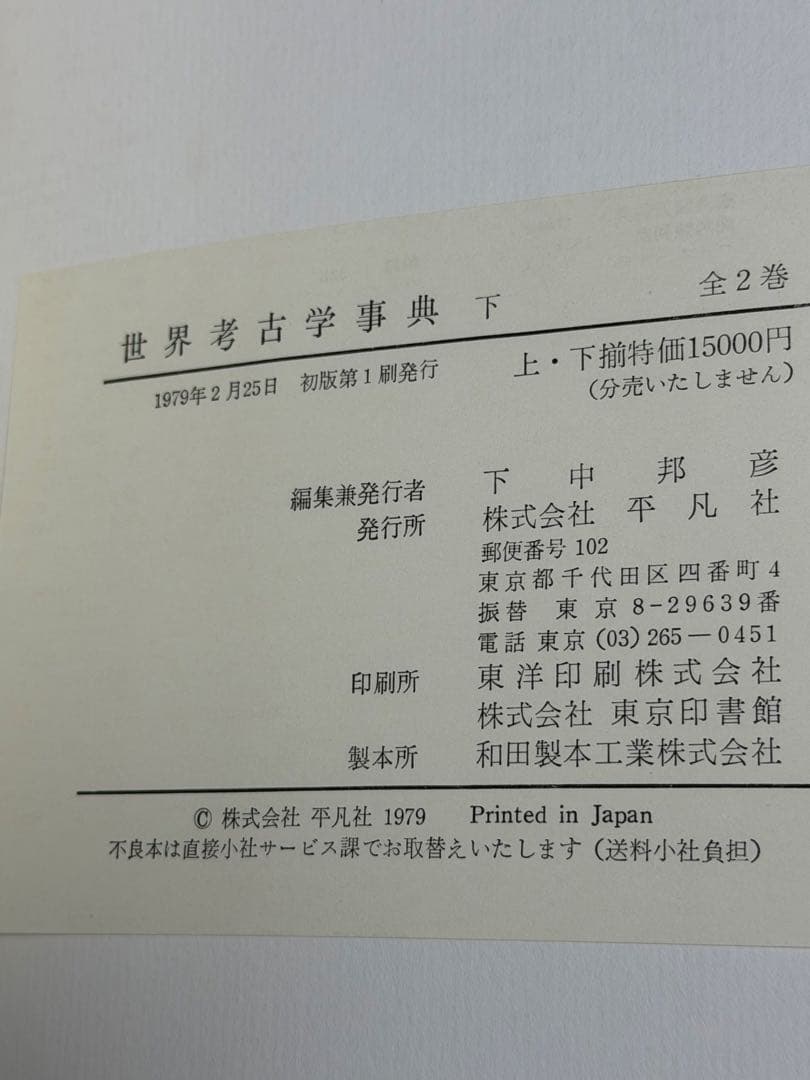 世界考古学事典 下 全2巻
1979年2月25日 初版第1刷発行 上・下揃特価15000円
(分売いたしません)
編集兼発行者 下中邦彦
発行所 株式会社 平凡社
郵便番号 102
東京都千代田区四番町4
振替 東京 8-29639番
電話 東京 (03) 265-0451
印刷所 東洋印刷株式会社
株式会社 東京印書館
製本所 和田製本工業株式会社
© 株式会社 平凡社 1979 Printed in Japan
不良本は直接小社サービス課でお取替えいたします (送料小社負担)